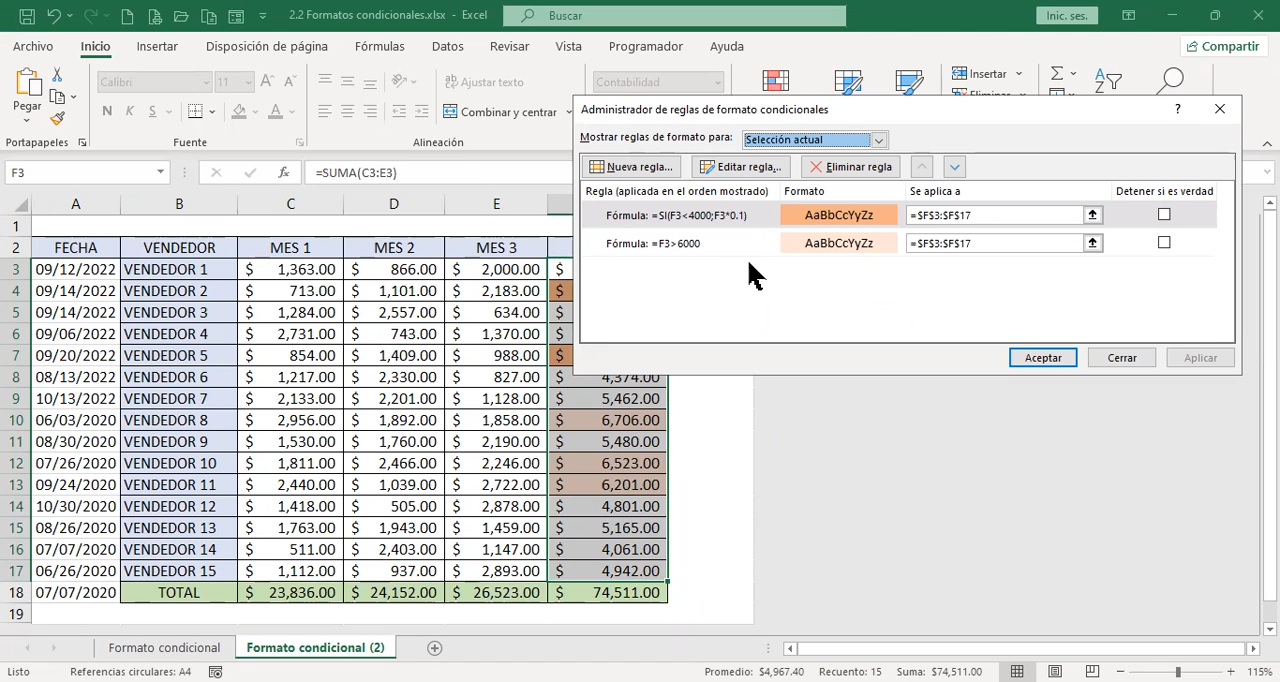 2.2 Formatos condicionales.xlsx - Excel
Buscar
Inic. ses.
Archivo Inicio Insertar Disposición de página Fórmulas Datos Revisar Vista Programador Ayuda
Compartir
Pegar
Calibri 11
N K S
Ajustar texto
Combinar y centrar
Contabilidad
Insertar
Portapapeles Fuente Alineación
F3
=SUMA(C3:E3)
Administrador de reglas de formato condicionales
Mostrar reglas de formato para: Selección actual
Nueva regla... Editar regla... Eliminar regla
Regla (aplicada en el orden mostrado) Formato Se aplica a Detener si es verdad
Fórmula: =SI(F3<4000;F3*0.1) AaBbCcYyZz =$F$3:$F$17
Fórmula: =F3>6000 AaBbCcYyZz =$F$3:$F$17
Aceptar Cerrar Aplicar
A B C D E
1
2 FECHA VENDEDOR MES 1 MES 2 MES 3
3 09/12/2022 VENDEDOR 1 $ 1,363.00 $ 866.00 $ 2,000.00 $
4 09/14/2022 VENDEDOR 2 $ 713.00 $ 1,101.00 $ 2,183.00 $
5 09/14/2022 VENDEDOR 3 $ 1,284.00 $ 2,557.00 $ 634.00 $
6 09/06/2022 VENDEDOR 4 $ 2,731.00 $ 743.00 $ 1,370.00 $
7 09/20/2022 VENDEDOR 5 $ 854.00 $ 1,409.00 $ 988.00 $
8 08/13/2022 VENDEDOR 6 $ 1,217.00 $ 2,330.00 $ 827.00 $ 4,374.00
9 10/13/2022 VENDEDOR 7 $ 2,133.00 $ 2,201.00 $ 1,128.00 $ 5,462.00
10 06/03/2020 VENDEDOR 8 $ 2,956.00 $ 1,892.00 $ 1,858.00 $ 6,706.00
11 08/30/2020 VENDEDOR 9 $ 1,530.00 $ 1,760.00 $ 2,190.00 $ 5,480.00
12 07/26/2020 VENDEDOR 10 $ 1,811.00 $ 2,466.00 $ 2,246.00 $ 6,523.00
13 09/24/2020 VENDEDOR 11 $ 2,440.00 $ 1,039.00 $ 2,722.00 $ 6,201.00
14 10/30/2020 VENDEDOR 12 $ 1,418.00 $ 505.00 $ 2,878.00 $ 4,801.00
15 08/26/2020 VENDEDOR 13 $ 1,763.00 $ 1,943.00 $ 1,459.00 $ 5,165.00
16 07/07/2020 VENDEDOR 14 $ 511.00 $ 2,403.00 $ 1,147.00 $ 4,061.00
17 06/26/2020 VENDEDOR 15 $ 1,112.00 $ 937.00 $ 2,893.00 $ 4,942.00
18 07/07/2020 TOTAL $ 23,836.00 $ 24,152.00 $ 26,523.00 $ 74,511.00
19
Formato condicional Formato condicional (2)
Listo Referencias circulares: A4 Promedio: $4,967.40 Recuento: 15 Suma: $74,511.00 115%